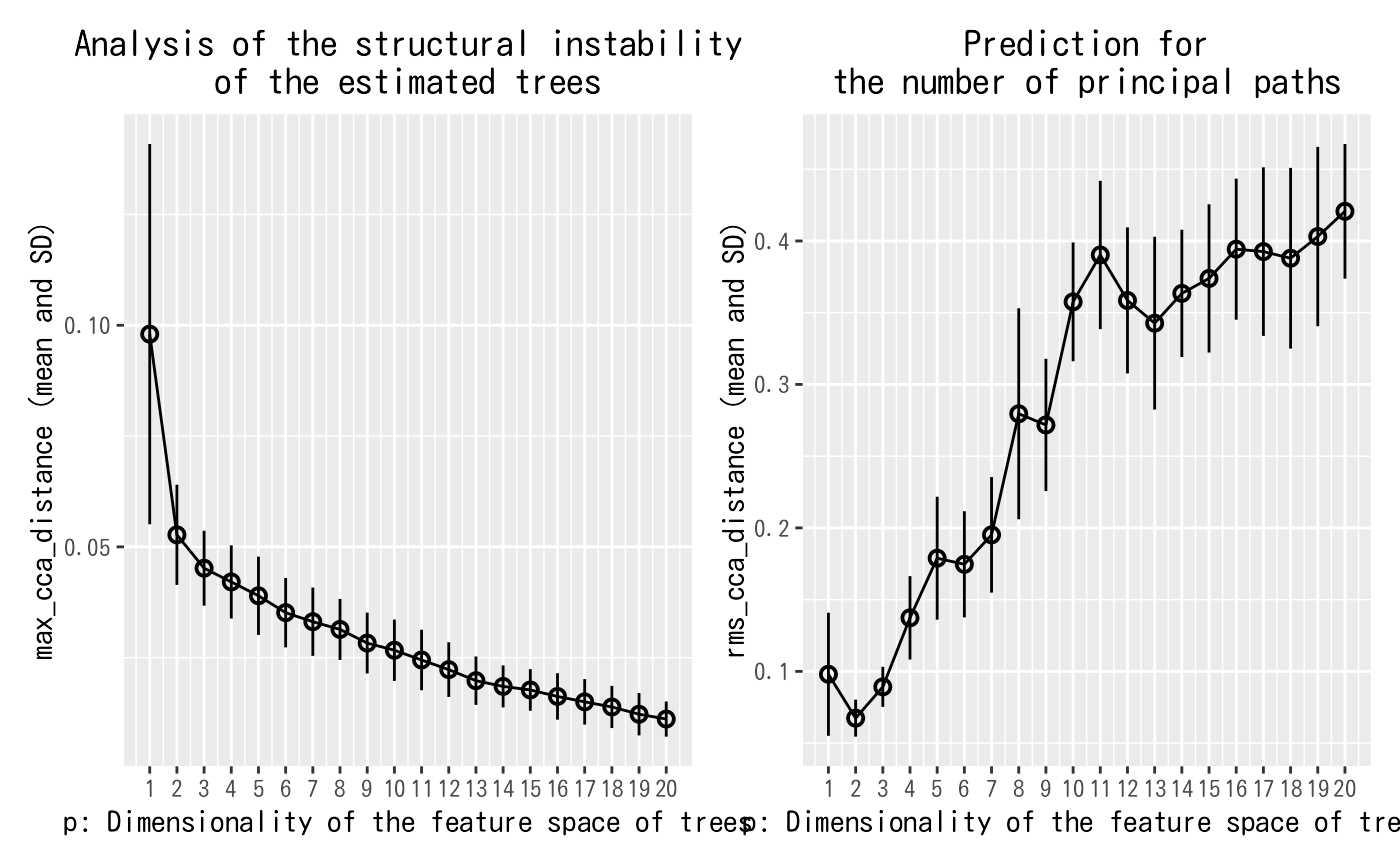 Analysis of the structural instability
of the estimated trees
max_cca_distance (mean and SD)
0.10
0.05
1 2 3 4 5 6 7 8 9 10 11 12 13 14 15 16 17 18 19 20
p: Dimensionality of the feature space of trees
Prediction for
the number of principal paths
rms_cca_distance (mean and SD)
0.4
0.3
0.2
0.1
1 2 3 4 5 6 7 8 9 10 11 12 13 14 15 16 17 18 19 20
p: Dimensionality of the feature space of tre